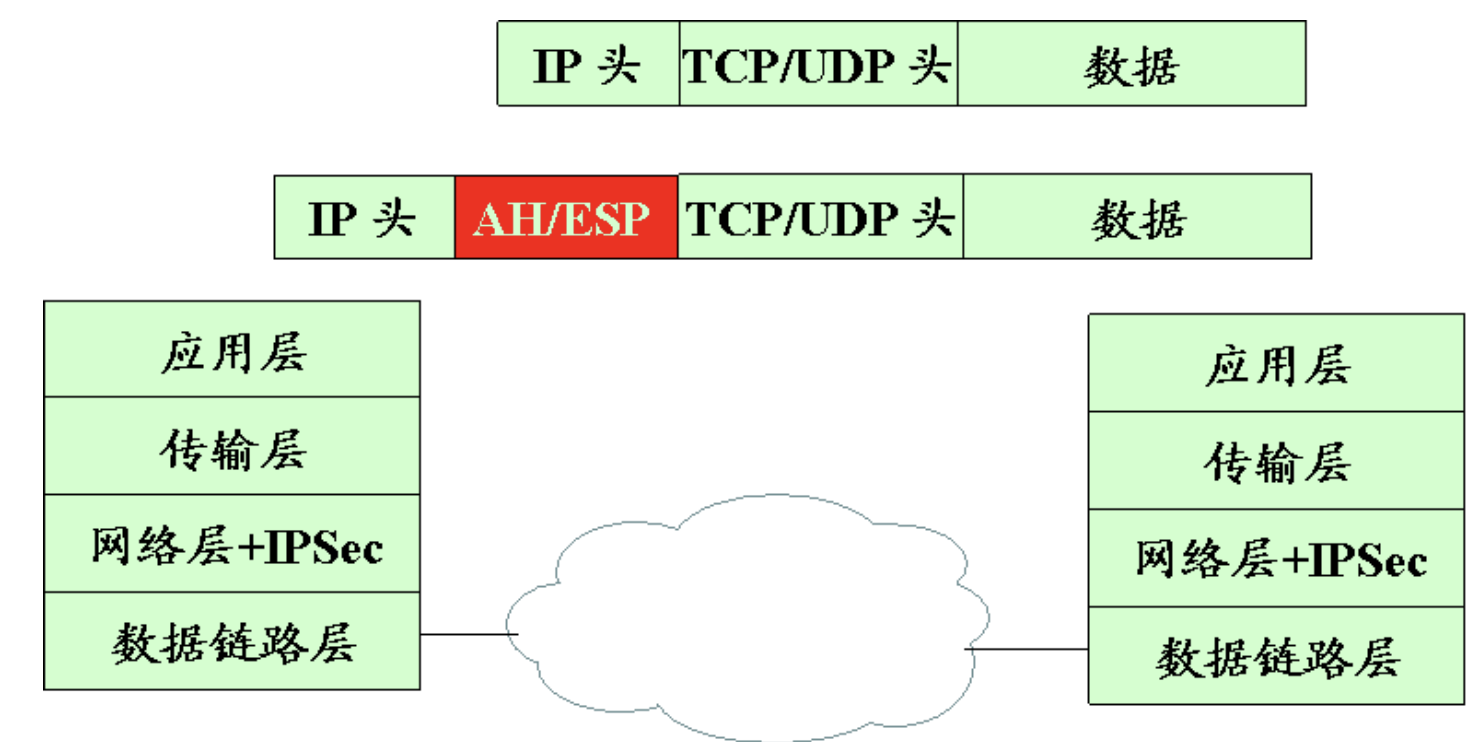 IP 头 TCP/UDP 头 数据
IP 头 AH/ESP TCP/UDP 头 数据
应用层
传输层
网络层+IPSec
数据链路层
应用层
传输层
网络层+IPSec
数据链路层